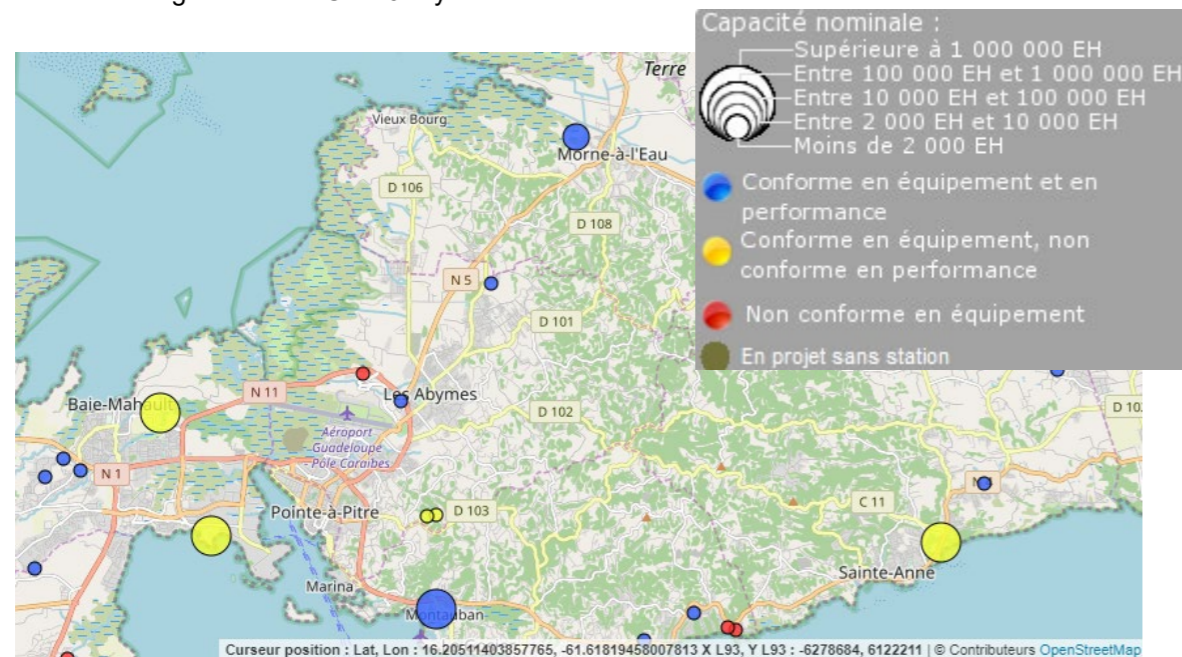 Capacité nominale :
Supérieure à 1 000 000 EH
Entre 100 000 EH et 1 000 000 EH
Entre 10 000 EH et 100 000 EH
Entre 2 000 EH et 10 000 EH
Moins de 2 000 EH
Conforme en équipement et en
performance
Conforme en équipement, non
conforme en performance
Non conforme en équipement
En projet sans station
Terre
Vieux Bourg
Morne-à-l'Eau
D 106
D 108
N 5
D 101
N 11
Les Abymes
Baie-Mahault
D 102
D 10
Aéroport
Guadeloupe
- Pôle Caraïbes
N 1
C 11
Pointe-à-Pitre
D 103
Sainte-Anne
Marina
Montauban
Curseur position : Lat, Lon : 16.20511403857765, -61.61819458007813 X L93, Y L93 : -6278684, 6122211 | © Contributeurs OpenStreetMap